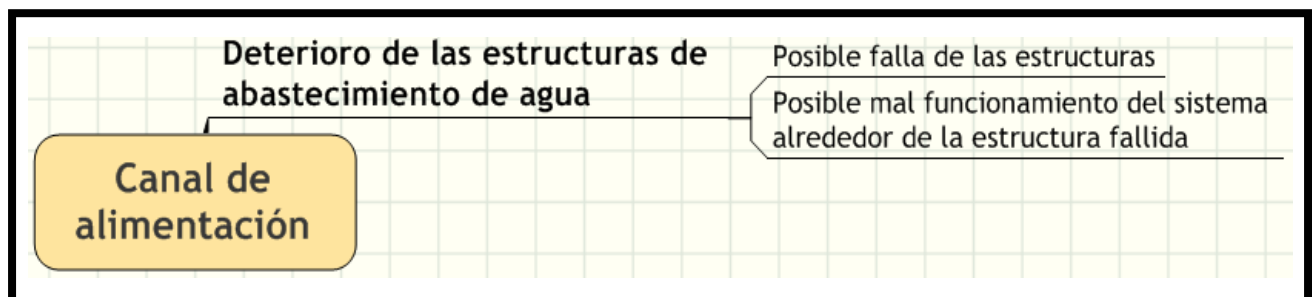 Deterioro de las estructuras de
abastecimiento de agua
Posible falla de las estructuras
Posible mal funcionamiento del sistema
alrededor de la estructura fallida
Canal de
alimentación